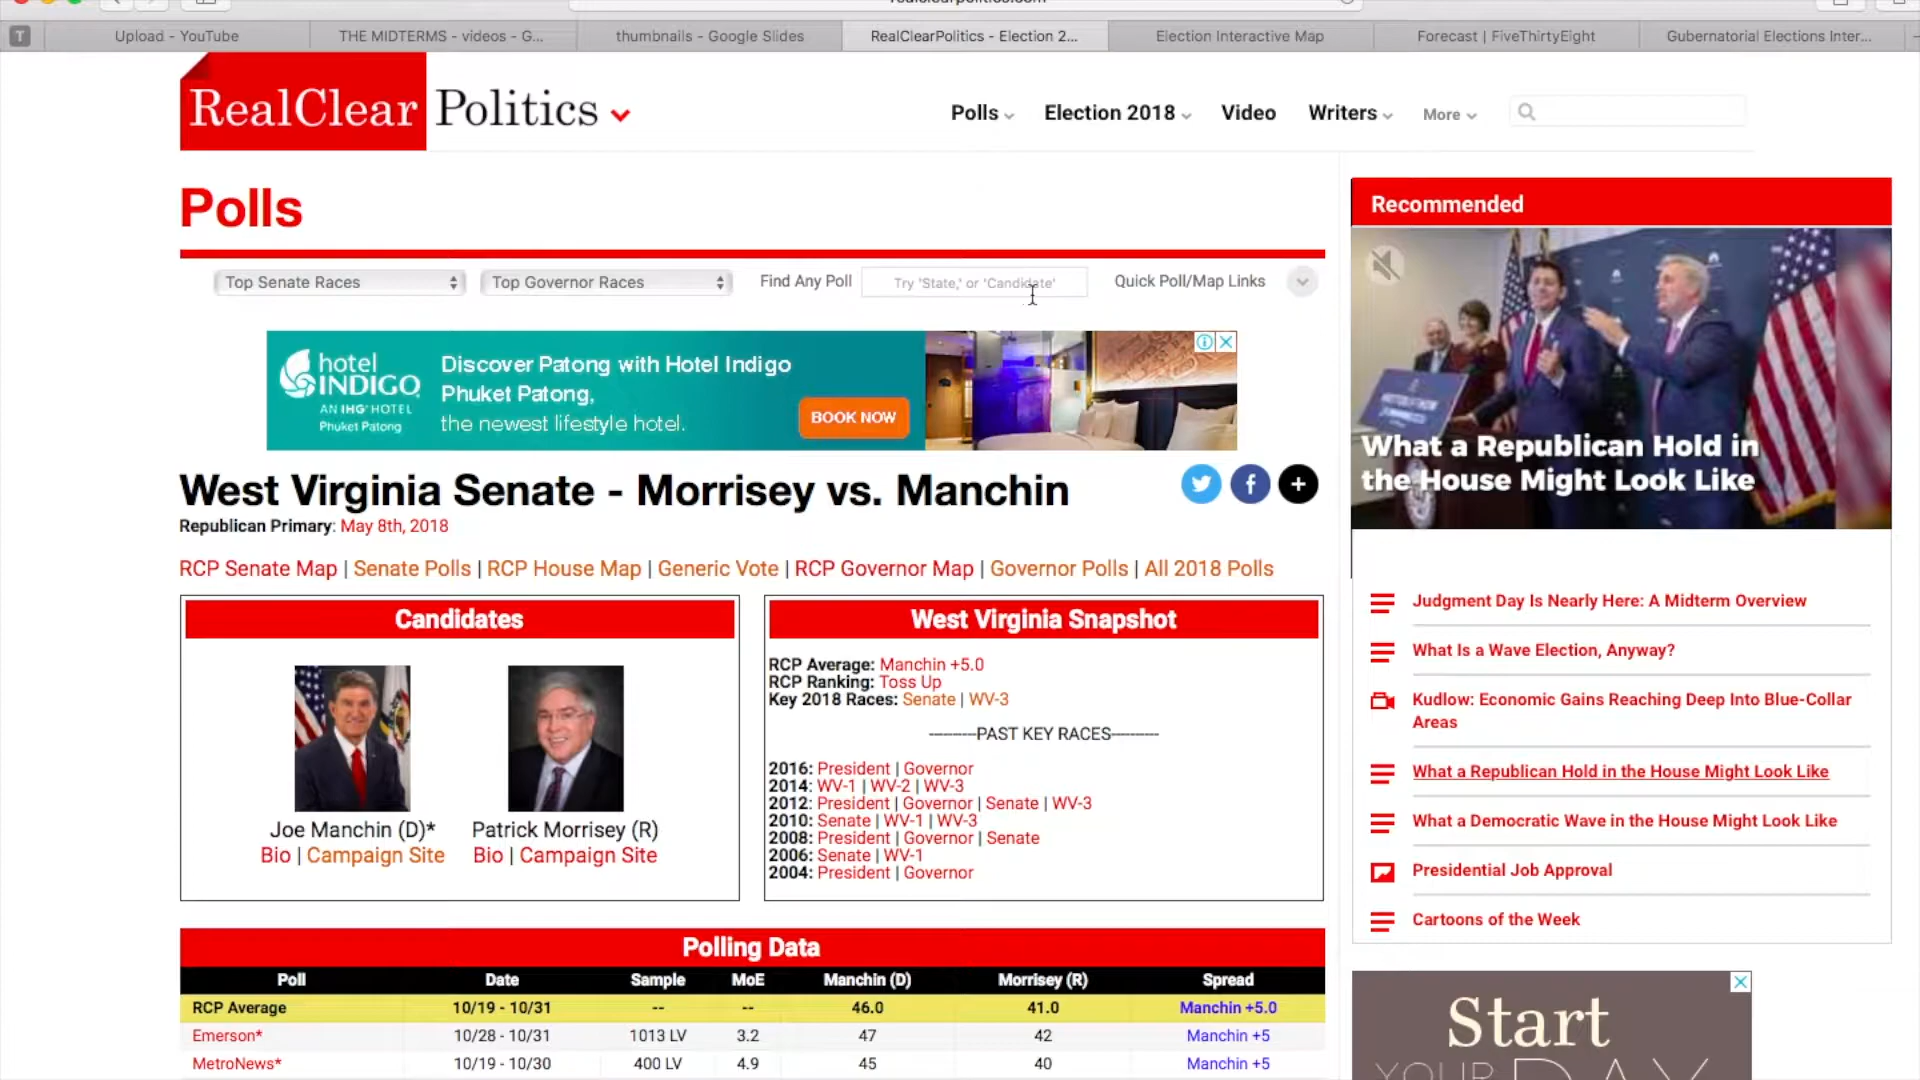 T
Upload - YouTube
THE MIDTERMS - videos - G...
thumbnails - Google Slides
RealClearPolitics - Election 2...
Election Interactive Map
Forecast | FiveThirtyEight
Gubernatorial Elections Inter...
RealClear Politics
Polls
Election 2018
Video
Writers
More
Polls
Top Senate Races
Top Governor Races
Find Any Poll
Try 'State,' or 'Candidate'
Quick Poll/Map Links
hotel
INDIGO
AN IHG® HOTEL
Phuket Patong
Discover Patong with Hotel Indigo
Phuket Patong,
the newest lifestyle hotel.
BOOK NOW
West Virginia Senate - Morrisey vs. Manchin
Republican Primary: May 8th, 2018
RCP Senate Map | Senate Polls | RCP House Map | Generic Vote | RCP Governor Map | Governor Polls | All 2018 Polls
Candidates
Joe Manchin (D)*
Bio | Campaign Site
Patrick Morrisey (R)
Bio | Campaign Site
West Virginia Snapshot
RCP Average: Manchin +5.0
RCP Ranking: Toss Up
Key 2018 Races: Senate | WV-3
----------PAST KEY RACES----------
2016: President | Governor
2014: WV-1 | WV-2 | WV-3
2012: President | Governor | Senate | WV-3
2010: Senate | WV-1 | WV-3
2008: President | Governor | Senate
2006: Senate | WV-1
2004: President | Governor
Polling Data
Poll Date Sample MoE Manchin (D) Morrisey (R) Spread
RCP Average 10/19 - 10/31 -- -- 46.0 41.0 Manchin +5.0
Emerson* 10/28 - 10/31 1013 LV 3.2 47 42 Manchin +5
MetroNews* 10/19 - 10/30 400 LV 4.9 45 40 Manchin +5
Recommended
What a Republican Hold in
the House Might Look Like
Judgment Day Is Nearly Here: A Midterm Overview
What Is a Wave Election, Anyway?
Kudlow: Economic Gains Reaching Deep Into Blue-Collar
Areas
What a Republican Hold in the House Might Look Like
What a Democratic Wave in the House Might Look Like
Presidential Job Approval
Cartoons of the Week
Start
YOUR DAY